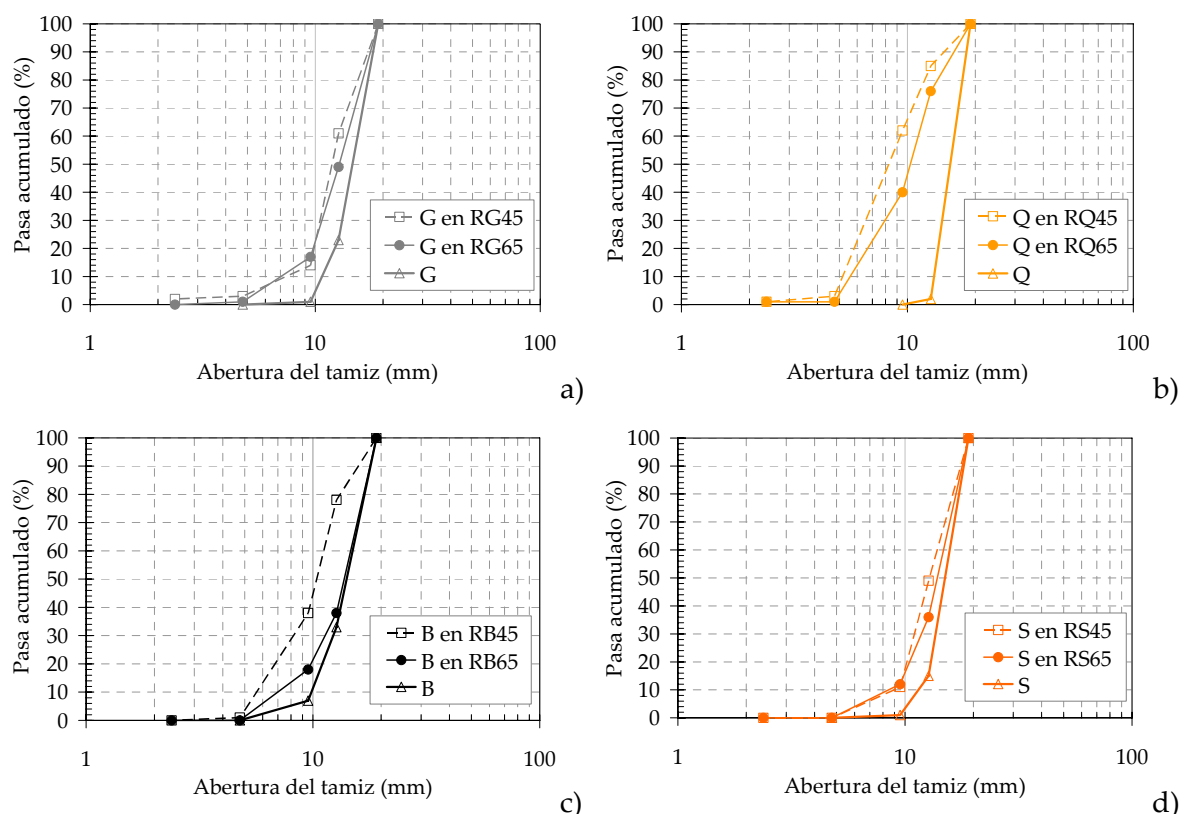 100
90
80
70
60
50
40
30
20
10
0
Pasa acumulado (%)
G en RG45
G en RG65
G
1 10 100
Abertura del tamiz (mm)
a)
100
90
80
70
60
50
40
30
20
10
0
Pasa acumulado (%)
Q en RQ45
Q en RQ65
Q
1 10 100
Abertura del tamiz (mm)
b)
100
90
80
70
60
50
40
30
20
10
0
Pasa acumulado (%)
B en RB45
B en RB65
B
1 10 100
Abertura del tamiz (mm)
c)
100
90
80
70
60
50
40
30
20
10
0
Pasa acumulado (%)
S en RS45
S en RS65
S
1 10 100
Abertura del tamiz (mm)
d)